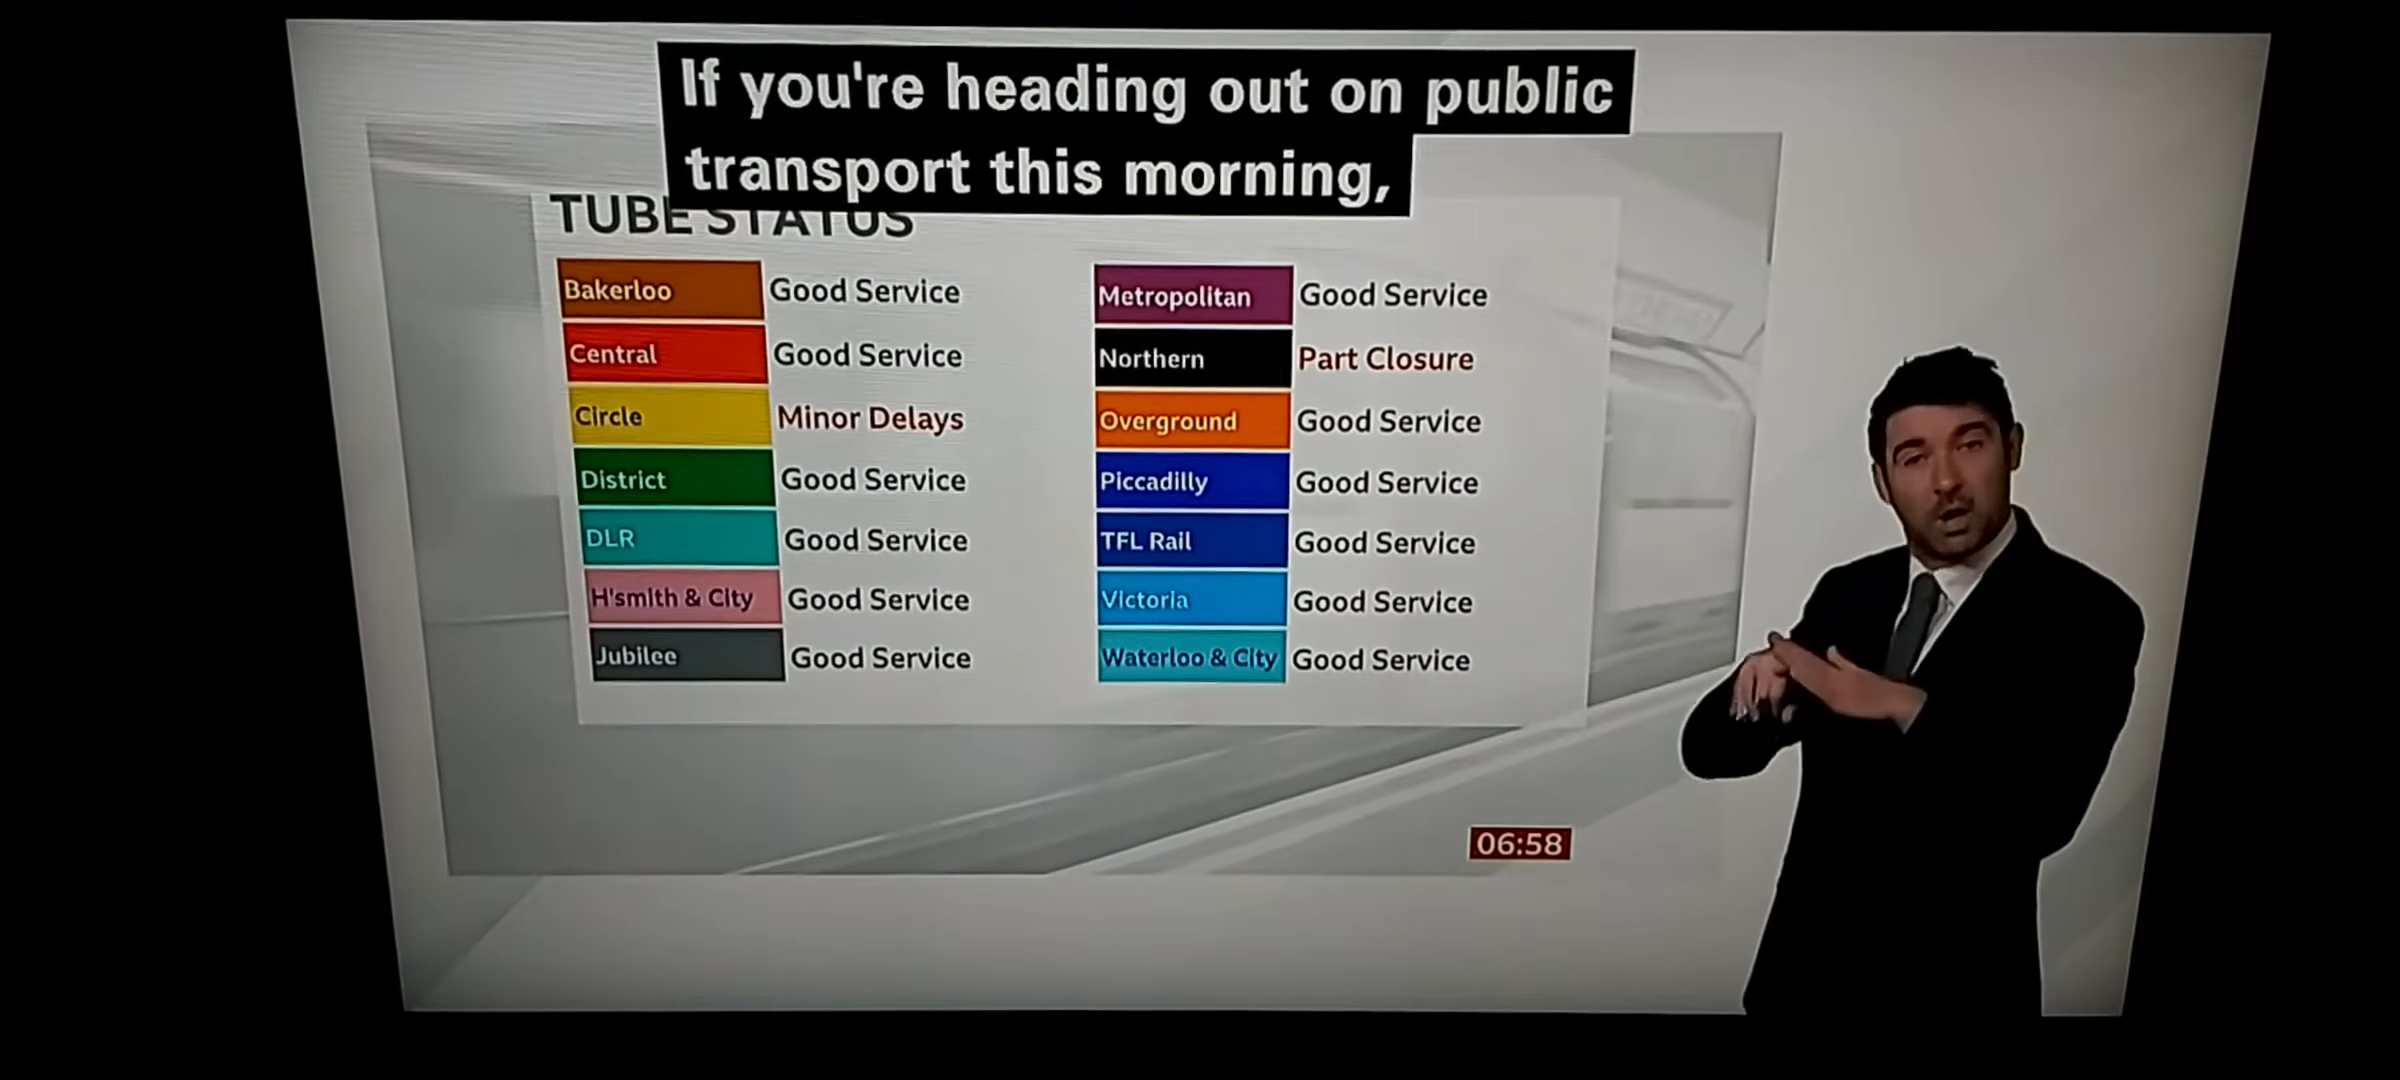 If you're heading out on public
transport this morning,
TUBE STATUS
Bakerloo Good Service
Central Good Service
Circle Minor Delays
District Good Service
DLR Good Service
H'smith & City Good Service
Jubilee Good Service
Metropolitan Good Service
Northern Part Closure
Overground Good Service
Piccadilly Good Service
TFL Rail Good Service
Victoria Good Service
Waterloo & City Good Service
06:58